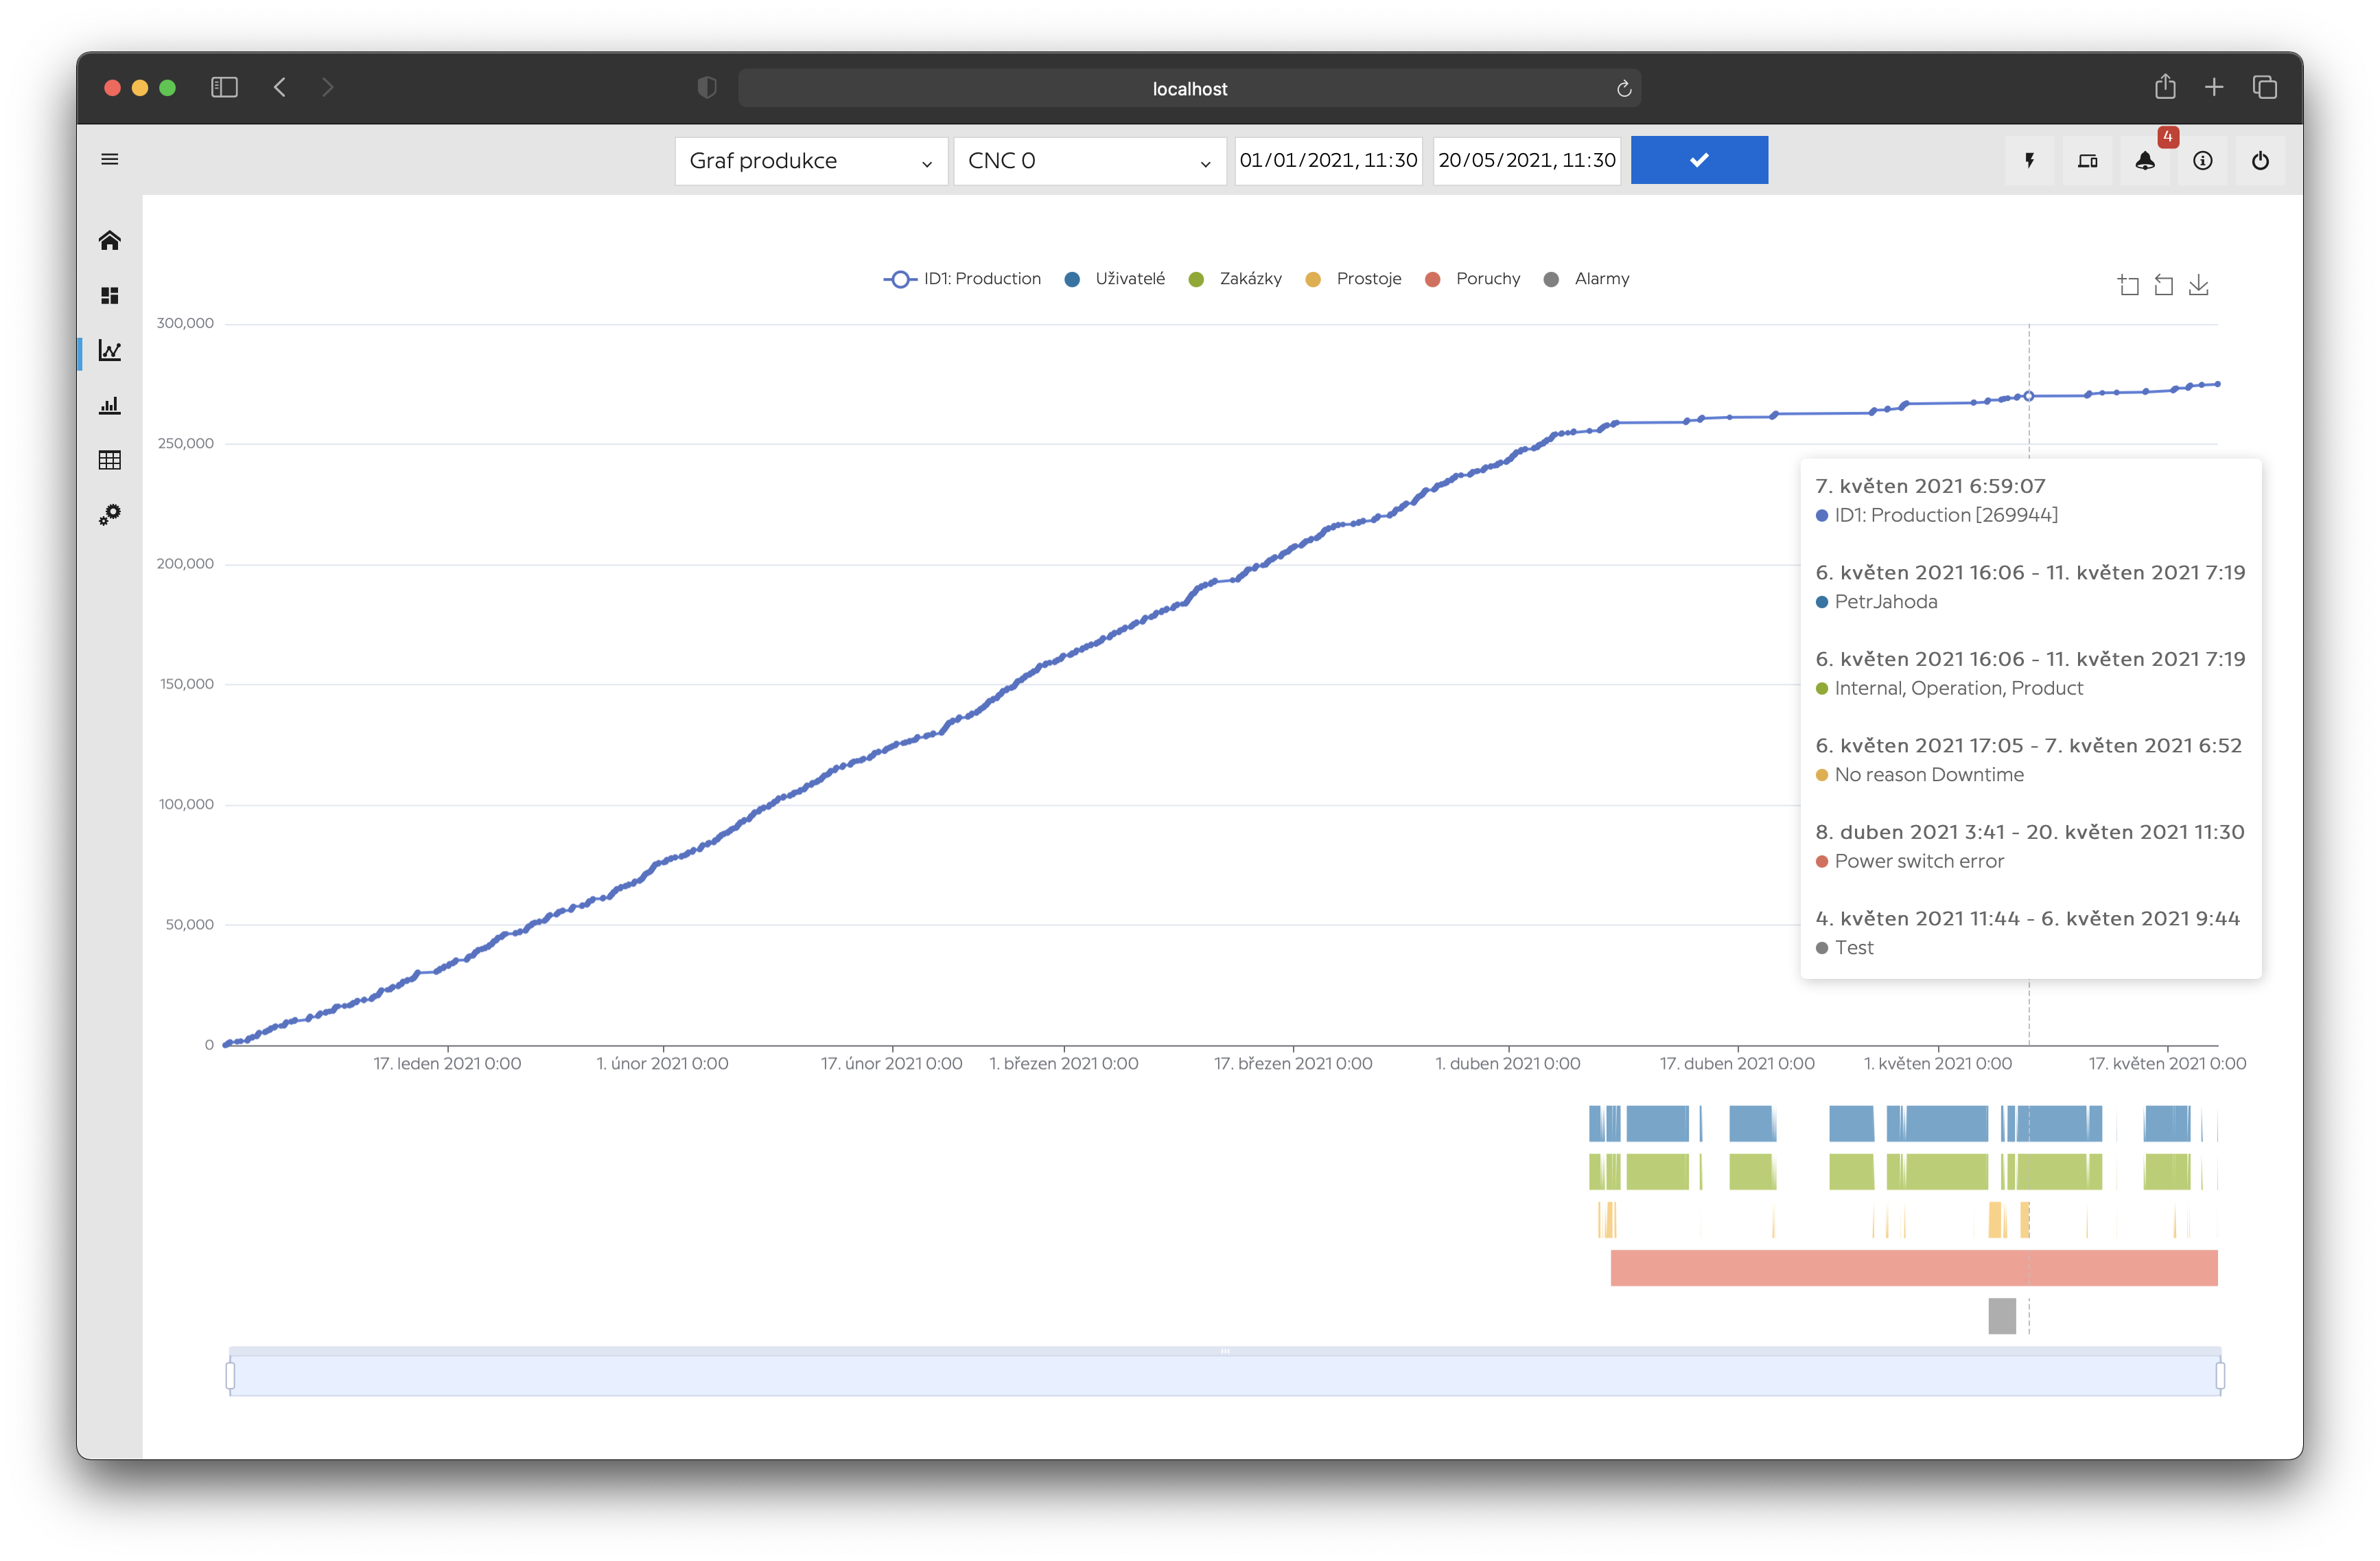 localhost
Graf produkce
CNC 0
01/01/2021, 11:30
20/05/2021, 11:30
4
ID1: Production
Uživatelé
Zakázky
Prostoje
Poruchy
Alarmy
300,000
250,000
200,000
150,000
100,000
50,000
0
7. květen 2021 6:59:07
ID1: Production [269944]
6. květen 2021 16:06 - 11. květen 2021 7:19
PetrJahoda
6. květen 2021 16:06 - 11. květen 2021 7:19
Internal, Operation, Product
6. květen 2021 17:05 - 7. květen 2021 6:52
No reason Downtime
8. duben 2021 3:41 - 20. květen 2021 11:30
Power switch error
4. květen 2021 11:44 - 6. květen 2021 9:44
Test
17. leden 2021 0:00
1. únor 2021 0:00
17. únor 2021 0:00
1. březen 2021 0:00
17. březen 2021 0:00
1. duben 2021 0:00
17. duben 2021 0:00
1. květen 2021 0:00
17. květen 2021 0:00